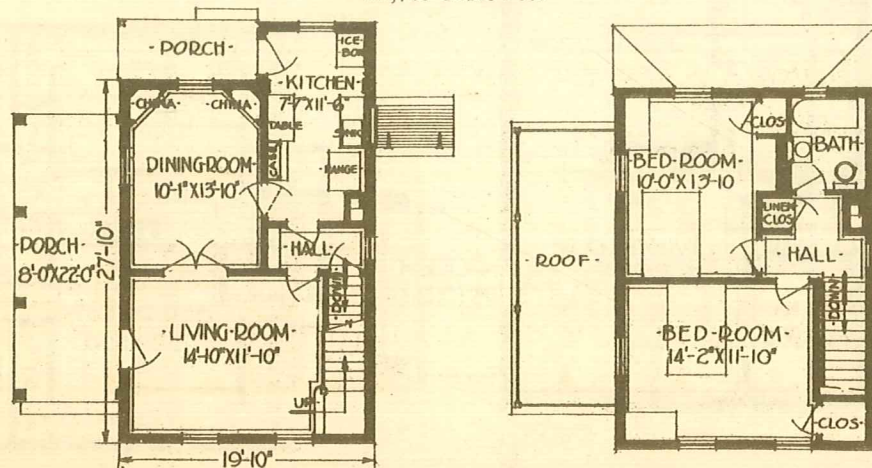 ·PORCH·
ICE-
BOX
·KITCHEN
7'-7"X11'-6"
·CHINA·
·CHINA·
TABLE
SINK
CASE
RANGE
DINING·ROOM·
10'-1"X13'-10"
·HALL·
DOWN
·PORCH·
8'-0"X22'-0"
27'-10"
·LIVING·ROOM·
14'-10"X11'-10"
UP
19'-10"
·CLOS·
·BED·ROOM·
10'-0"X13'-10
·BATH·
LINEN
CLOS
·HALL·
·ROOF·
DOWN
·BED·ROOM·
14'-2"X11'-10"
·CLOS·